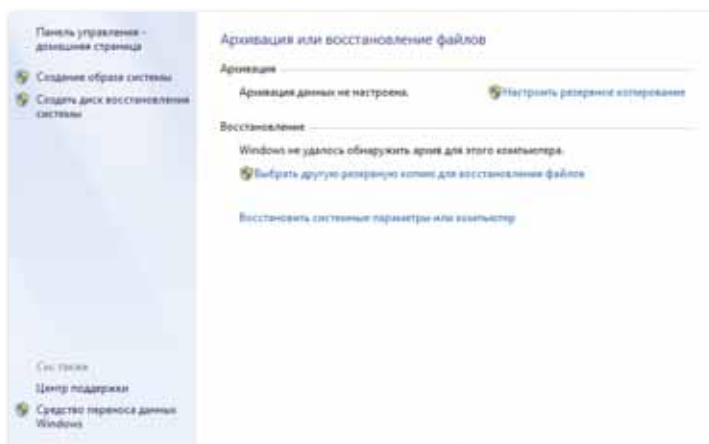 Панель управления -
домашняя страница
Создание образа системы
Создать диск восстановления
системы
Архивация или восстановление файлов
Архивация
Архивация данных не настроена.
Настроить резервное копирование
Восстановление
Windows не удалось обнаружить архив для этого компьютера.
Выбрать другую резервную копию для восстановления файлов
Восстановить системные параметры или компьютер
См. также
Центр поддержки
Средство переноса данных
Windows